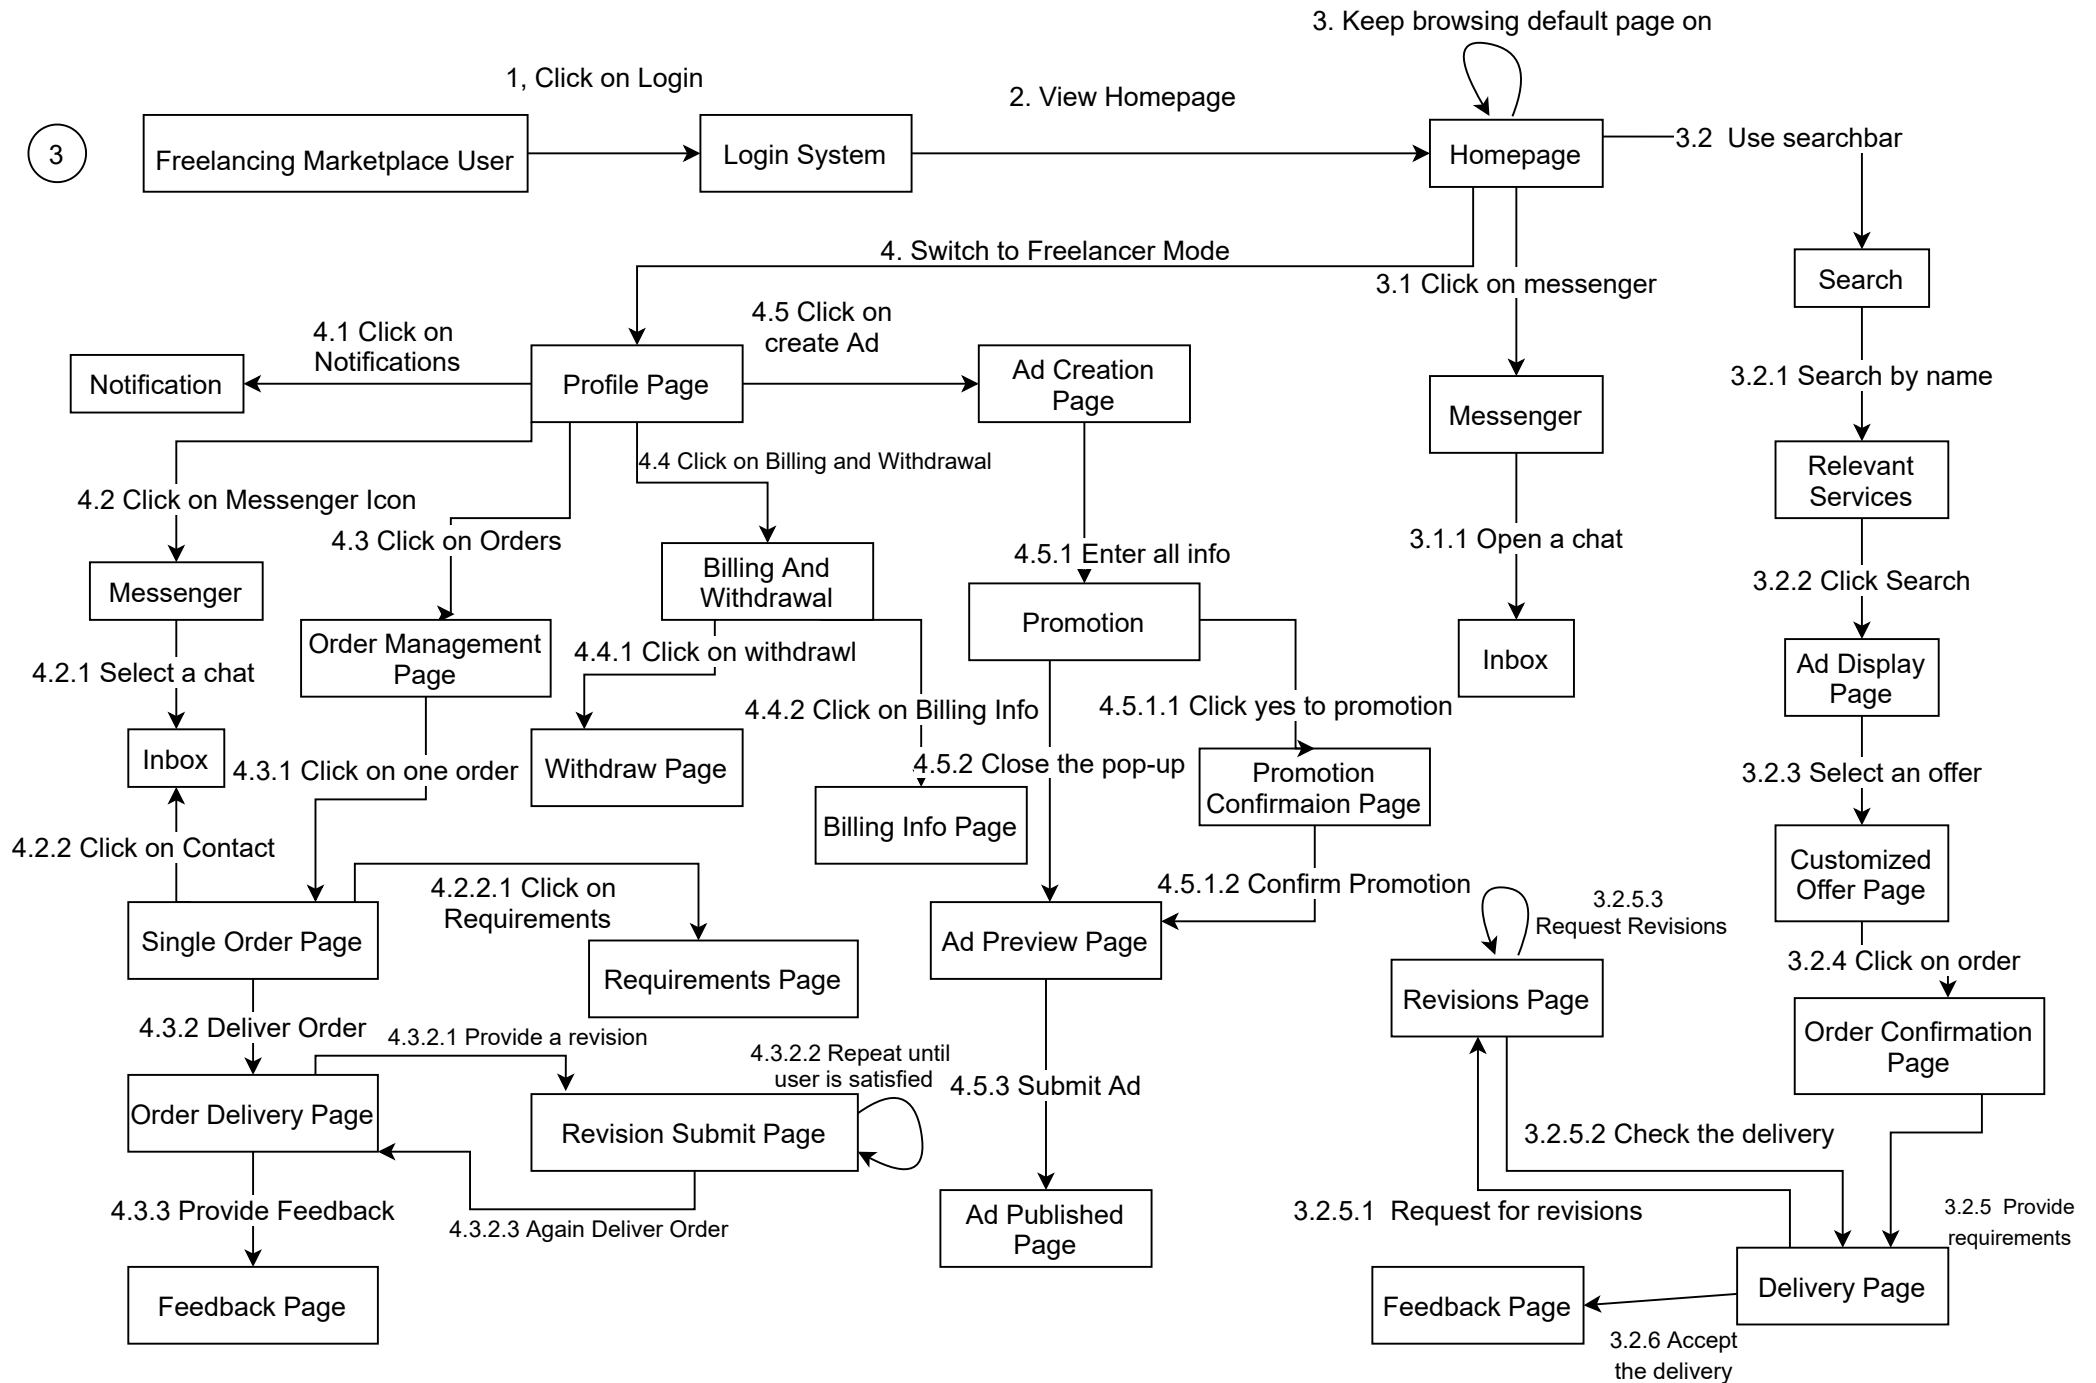 3. Keep browsing default page on
1, Click on Login
2. View Homepage
3
Freelancing Marketplace User
Login System
Homepage
3.2  Use searchbar
4. Switch to Freelancer Mode
3.1 Click on messenger
Search
4.1 Click on
Notifications
4.5 Click on
create Ad
Notification
Profile Page
Ad Creation
Page
3.2.1 Search by name
Messenger
4.4 Click on Billing and Withdrawal
Relevant
Services
4.2 Click on Messenger Icon
4.3 Click on Orders
3.1.1 Open a chat
4.5.1 Enter all info
3.2.2 Click Search
Messenger
Billing And
Withdrawal
Promotion
Order Management
Page
4.4.1 Click on withdrawl
Inbox
Ad Display
Page
4.2.1 Select a chat
4.4.2 Click on Billing Info
4.5.1.1 Click yes to promotion
Inbox
4.3.1 Click on one order
Withdraw Page
4.5.2 Close the pop-up
Promotion
Confirmaion Page
3.2.3 Select an offer
Billing Info Page
4.2.2 Click on Contact
Customized
Offer Page
4.2.2.1 Click on
Requirements
4.5.1.2 Confirm Promotion
3.2.5.3
Request Revisions
Single Order Page
Ad Preview Page
3.2.4 Click on order
Requirements Page
Revisions Page
4.3.2 Deliver Order
4.3.2.1 Provide a revision
Order Confirmation
Page
4.3.2.2 Repeat until
user is satisfied
4.5.3 Submit Ad
Order Delivery Page
Revision Submit Page
3.2.5.2 Check the delivery
4.3.3 Provide Feedback
4.3.2.3 Again Deliver Order
Ad Published
Page
3.2.5.1  Request for revisions
3.2.5  Provide
requirements
Feedback Page
Feedback Page
Delivery Page
3.2.6 Accept
the delivery